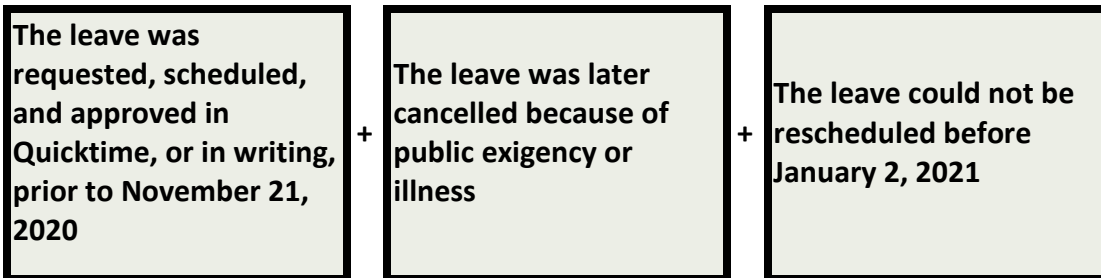 The leave was
requested, scheduled,
and approved in
Quicktime, or in writing,
prior to November 21,
2020
+
The leave was later
cancelled because of
public exigency or
illness
+
The leave could not be
rescheduled before
January 2, 2021